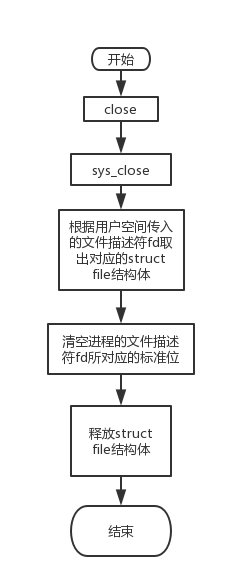 开始
close
sys_close
根据用户空间传入
的文件描述符fd取
出对应的struct
file结构体
清空进程的文件描述
符fd所对应的标准位
释放struct
file结构体
结束